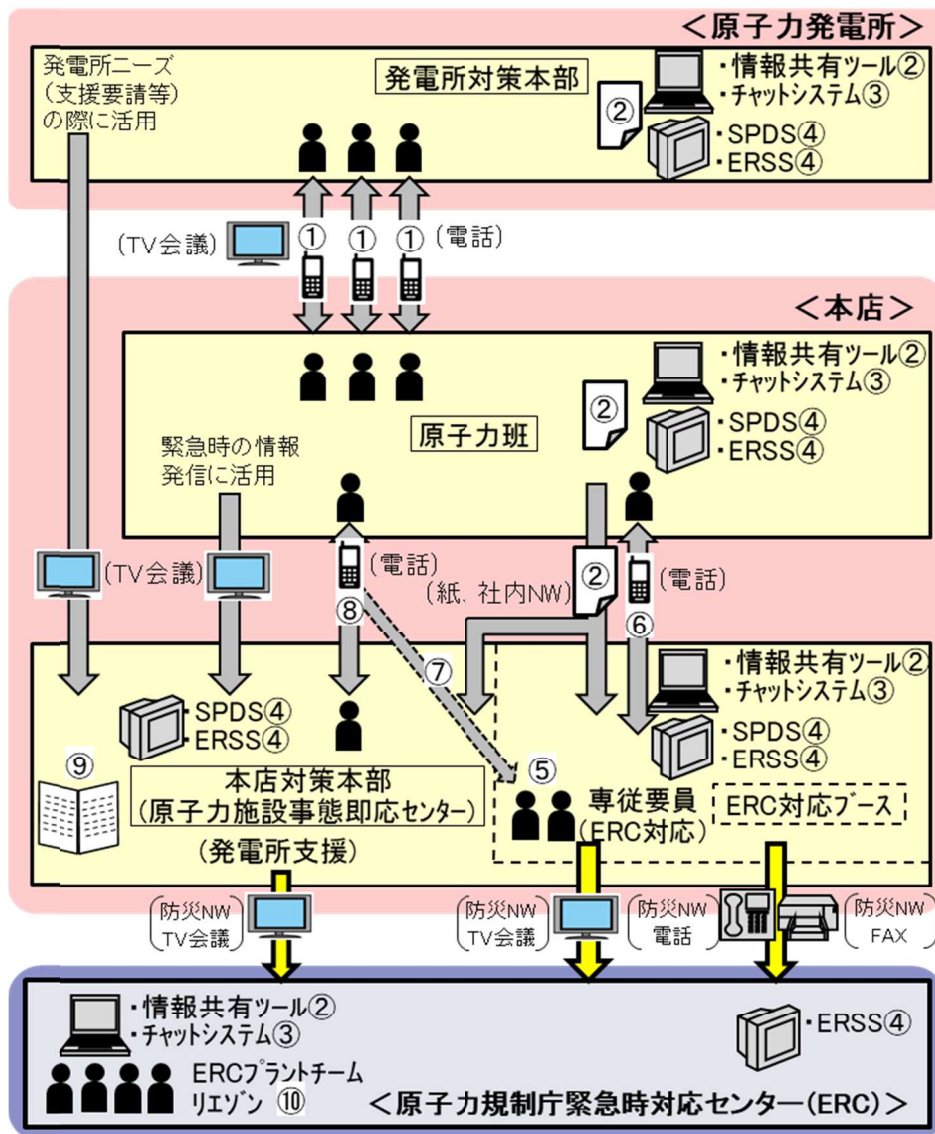 <原子力発電所>
発電所ニーズ
(支援要請等)
の際に活用
発電所対策本部
②
・情報共有ツール②
・チャットシステム③
・SPDS④
・ERSS④
(TV会議)
① ① ①
(電話)
<本店>
・情報共有ツール②
・チャットシステム③
②
原子力班
・SPDS④
・ERSS④
緊急時の情報
発信に活用
(TV会議)
(電話)
⑧
(紙、社内NW)
②
(電話)
⑥
⑦
・情報共有ツール②
・チャットシステム③
・SPDS④
・ERSS④
・SPDS④
・ERSS④
⑨
本店対策本部
(原子力施設事態即応センター)
(発電所支援)
⑤
専従要員
(ERC対応)
ERC対応ブース
防災NW
TV会議
防災NW
TV会議
防災NW
電話
防災NW
FAX
・情報共有ツール②
・チャットシステム③
・ERSS④
ERCプラントチーム
リエゾン ⑩
<原子力規制庁緊急時対応センター(ERC)>